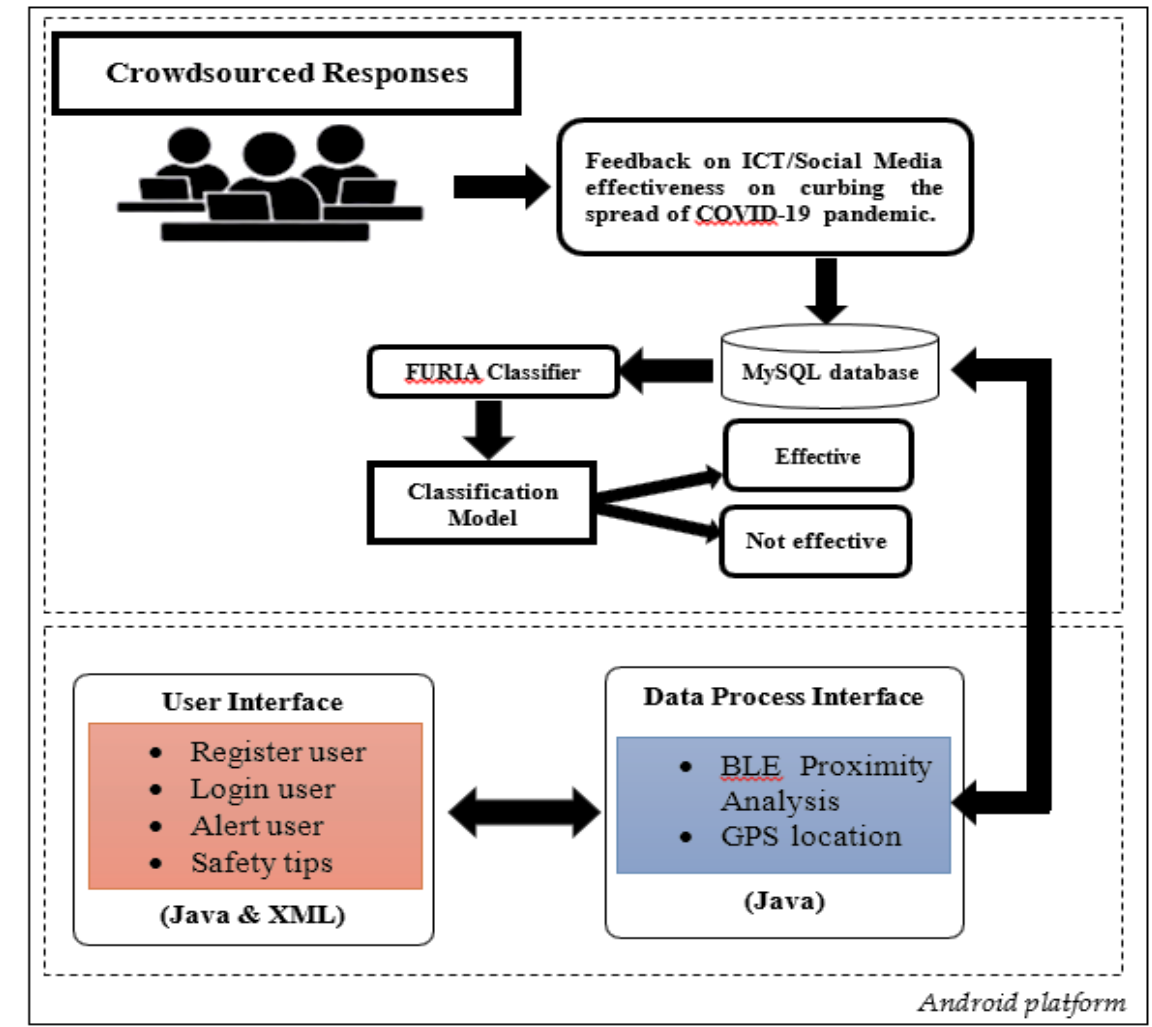 Crowdsourced Responses
Feedback on ICT/Social Media
effectiveness on curbing the
spread of COVID-19 pandemic.
FURIA Classifier
MySQL database
Effective
Classification
Model
Not effective
User Interface
• Register user
• Login user
• Alert user
• Safety tips
(Java & XML)
Data Process Interface
• BLE Proximity
Analysis
• GPS location
(Java)
Android platform